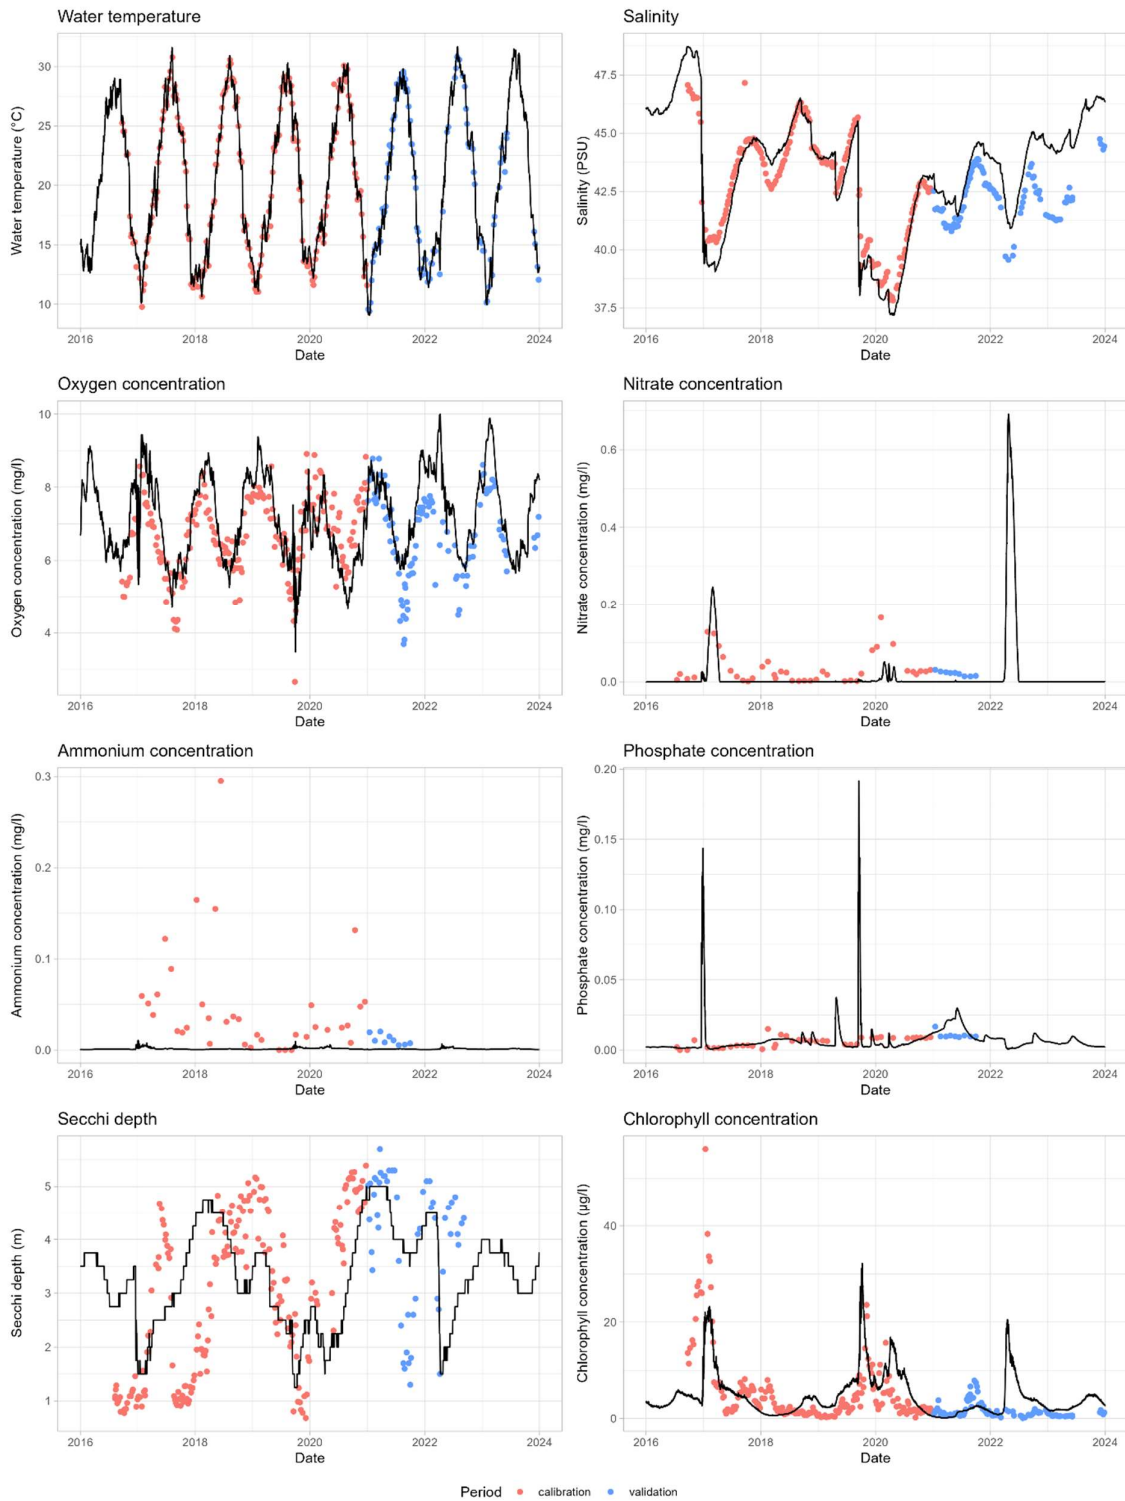 Water temperature
Water temperature (°C)
30
25
20
15
10
2016 2018 2020 2022 2024
Date
Salinity
Salinity (PSU)
47.5
45.0
42.5
40.0
37.5
2016 2018 2020 2022 2024
Date
Oxygen concentration
Oxygen concentration (mg/l)
10
8
6
4
2016 2018 2020 2022 2024
Date
Nitrate concentration
Nitrate concentration (mg/l)
0.6
0.4
0.2
0.0
2016 2018 2020 2022 2024
Date
Ammonium concentration
Ammonium concentration (mg/l)
0.3
0.2
0.1
0.0
2016 2018 2020 2022 2024
Date
Phosphate concentration
Phosphate concentration (mg/l)
0.20
0.15
0.10
0.05
0.00
2016 2018 2020 2022 2024
Date
Secchi depth
Secchi depth (m)
5
4
3
2
1
2016 2018 2020 2022 2024
Date
Chlorophyll concentration
Chlorophyll concentration (μg/l)
40
20
0
2016 2018 2020 2022 2024
Date
Period calibration validation